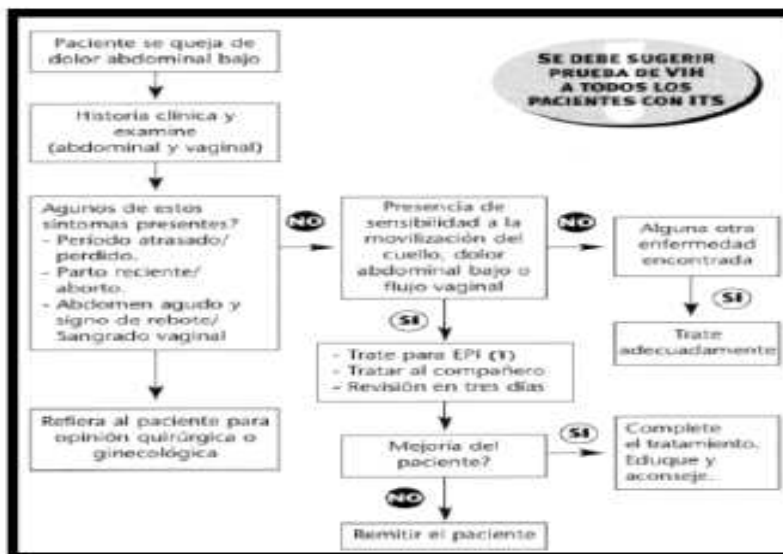 Paciente se queja de
dolor abdominal bajo
SE DEBE SUGERIR
PRUEBA DE VIH
A TODOS LOS
PACIENTES CON ITS
Historia clínica y
examine
(abdominal y vaginal)
Agunos de estos
síntomas presentes?
- Período atrasado/
perdido.
- Parto reciente/
aborto.
- Abdomen agudo y
signo de rebote/
Sangrado vaginal
NO
Presencia de
sensibilidad a la
movilización del
cuello, dolor
abdominal bajo o
flujo vaginal
NO
Alguna otra
enfermedad
encontrada
SI
SI
Trate
adecuadamente
- Trate para EPI (1)
- Tratar al compañero
- Revisión en tres días
Refiera al paciente para
opinión quirúrgica o
ginecológica
Mejoría del
paciente?
SI
Complete
el tratamiento.
Eduque y
aconseje.
NO
Remitir el paciente